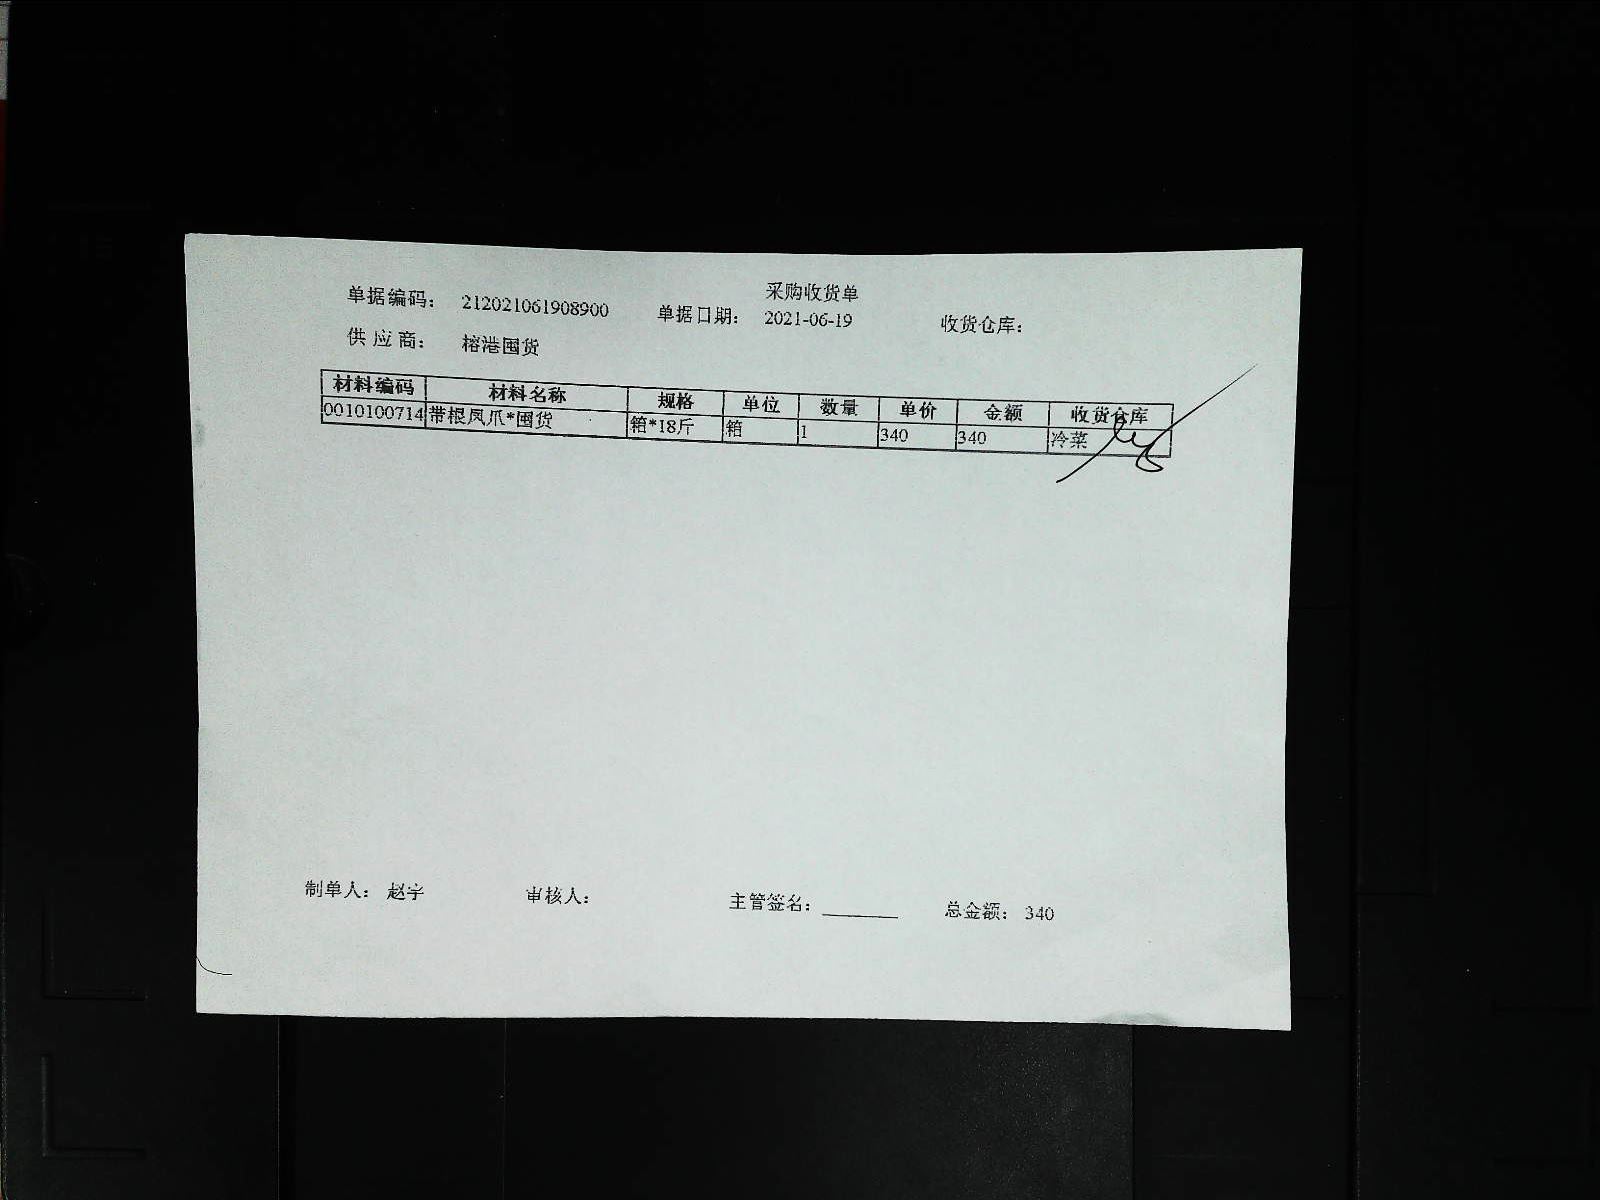 采购收货单
单据编码: 212021061908900 单据日期: 2021-06-19 收货仓库:
供应商: 榕港囤货
材料编码 材料名称 规格 单位 数量 单价 金额 收货仓库
0010100714 带根凤爪*囤货 箱*18斤 箱 1 340 340 冷菜
制单人: 赵宇 审核人: 主管签名: 总金额: 340